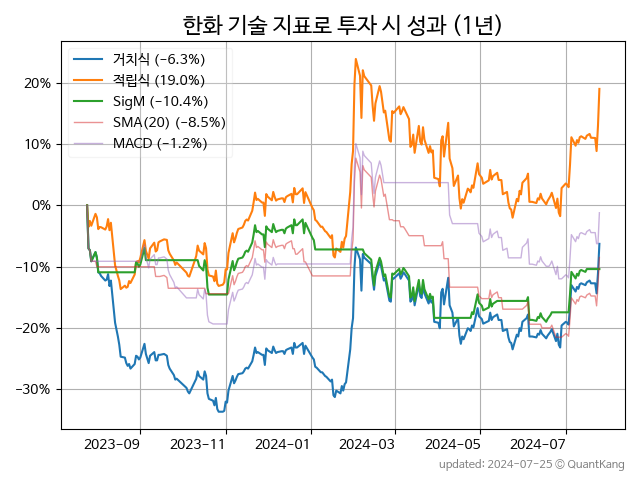 한화 기술 지표로 투자 시 성과 (1년)
거치식 (−6.3%)
적립식 (19.0%)
SigM (−10.4%)
SMA(20) (−8.5%)
MACD (−1.2%)
20%
10%
0%
−10%
−20%
−30%
2023-09 2023-11 2024-01 2024-03 2024-05 2024-07
updated: 2024-07-25 © QuantKang